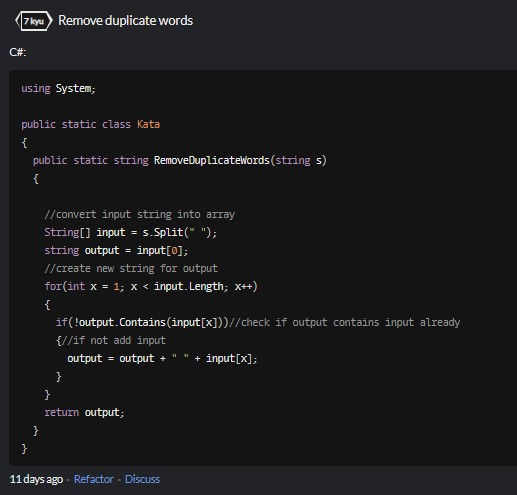 7 kyu Remove duplicate words
C#:
using System;
public static class Kata
{
public static string RemoveDuplicateWords(string s)
{
//convert input string into array
String[] input = s.Split(" ");
string output = input[0];
//create new string for output
for(int x = 1; x < input.Length; x++)
{
if(!output.Contains(input[x]))//check if output contains input already
{//if not add input
output = output + " " + input[x];
}
}
return output;
}
}
11 days ago · Refactor · Discuss